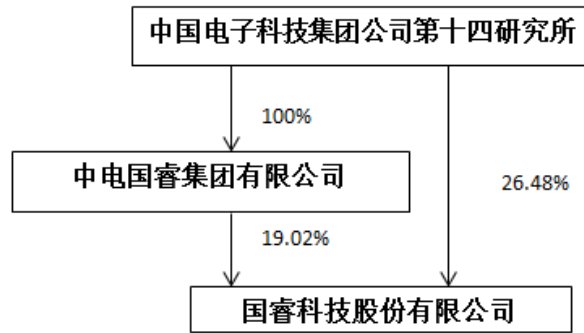 中国电子科技集团公司第十四研究所
100%
中电国睿集团有限公司
26.48%
19.02%
国睿科技股份有限公司